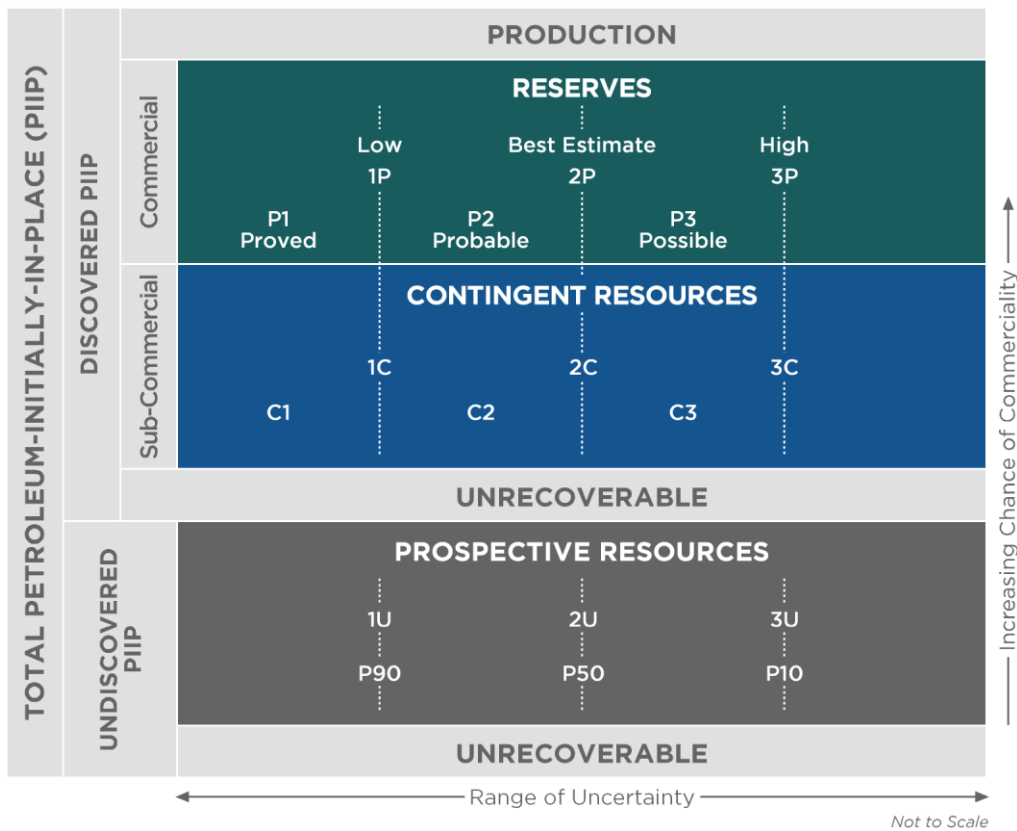 TOTAL PETROLEUM-INITIALLY-IN-PLACE (PIIP)
DISCOVERED PIIP
PRODUCTION
Commercial
RESERVES
Low
Best Estimate
High
1P
2P
3P
P1
Proved
P2
Probable
P3
Possible
Sub-Commercial
CONTINGENT RESOURCES
1C
2C
3C
C1
C2
C3
UNRECOVERABLE
UNDISCOVERED
PIIP
PROSPECTIVE RESOURCES
1U
2U
3U
P90
P50
P10
UNRECOVERABLE
Increasing Chance of Commerciality
Range of Uncertainty
Not to Scale